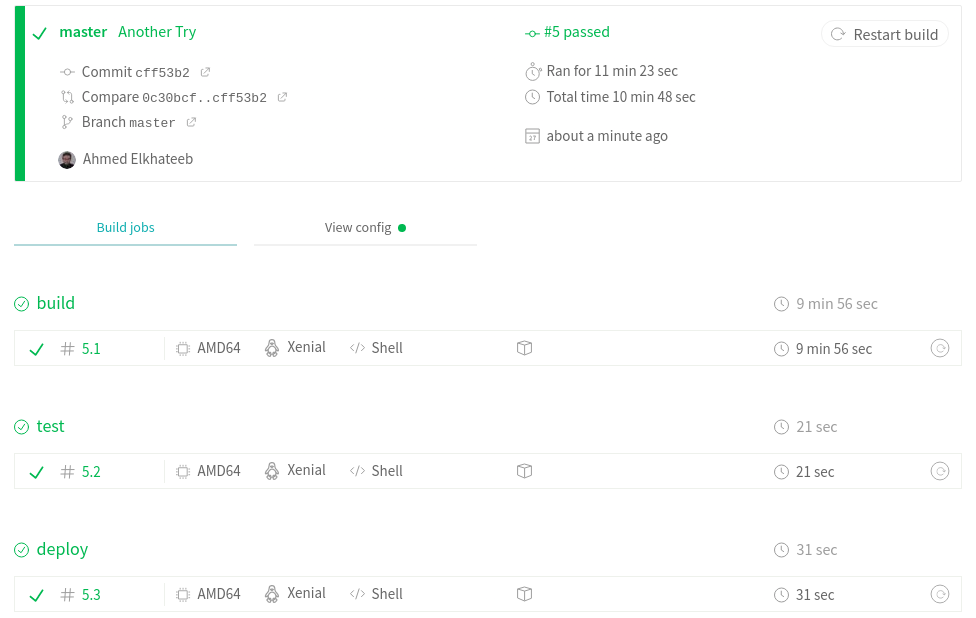 master Another Try
#5 passed
Restart build
Commit cff53b2
Ran for 11 min 23 sec
Compare 0c30bcf..cff53b2
Total time 10 min 48 sec
Branch master
27 about a minute ago
Ahmed Elkhateeb
Build jobs
View config
build
9 min 56 sec
# 5.1 AMD64 Xenial </> Shell 9 min 56 sec
test
21 sec
# 5.2 AMD64 Xenial </> Shell 21 sec
deploy
31 sec
# 5.3 AMD64 Xenial </> Shell 31 sec